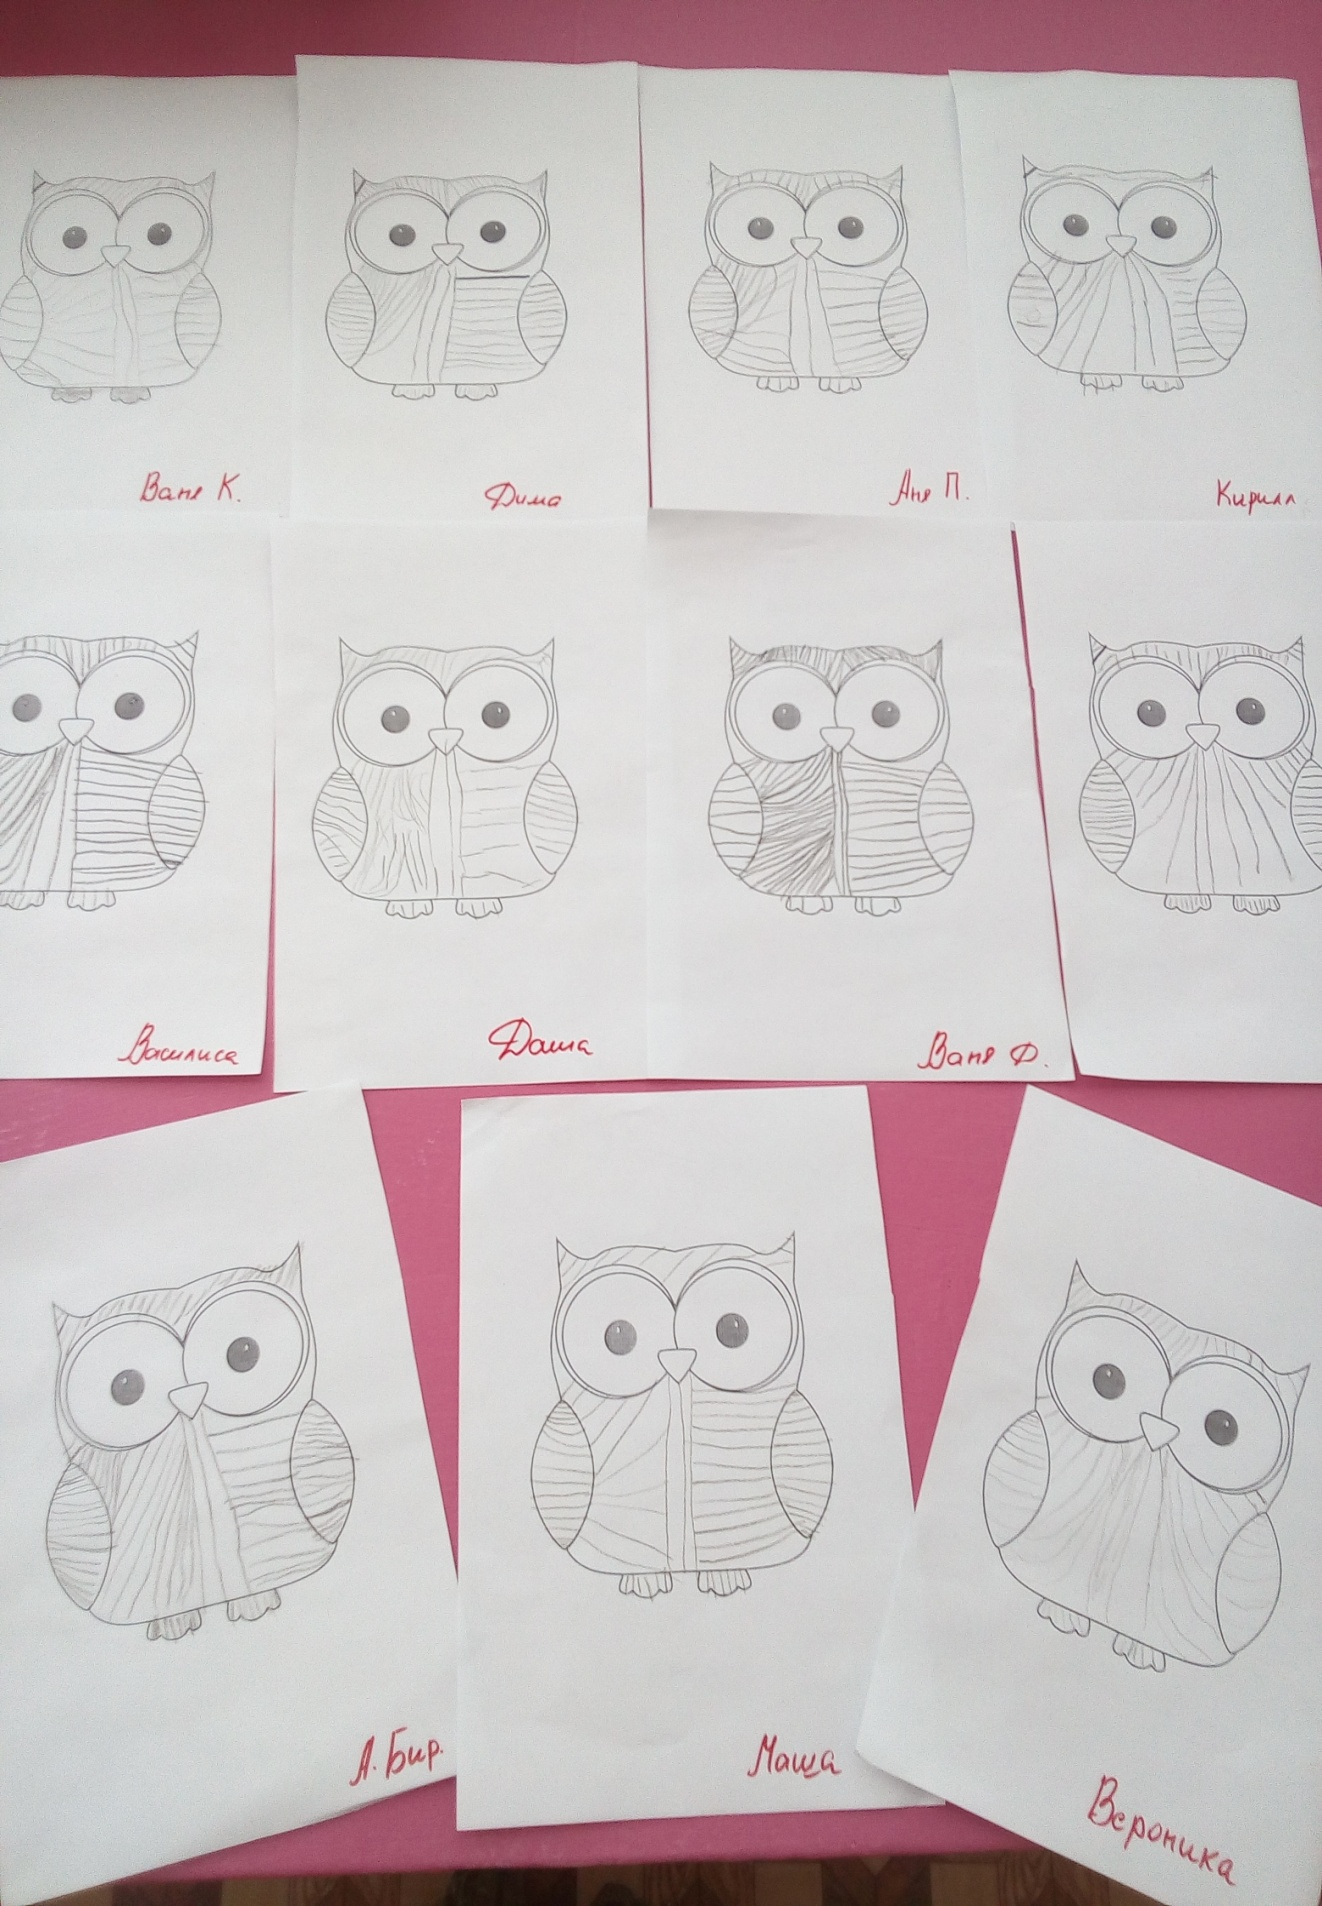 Ваня К.
Дима
Аня П.
Кирилл
Василиса
Даша
Ваня Ф.
А. Бир.
Маша
Вероника